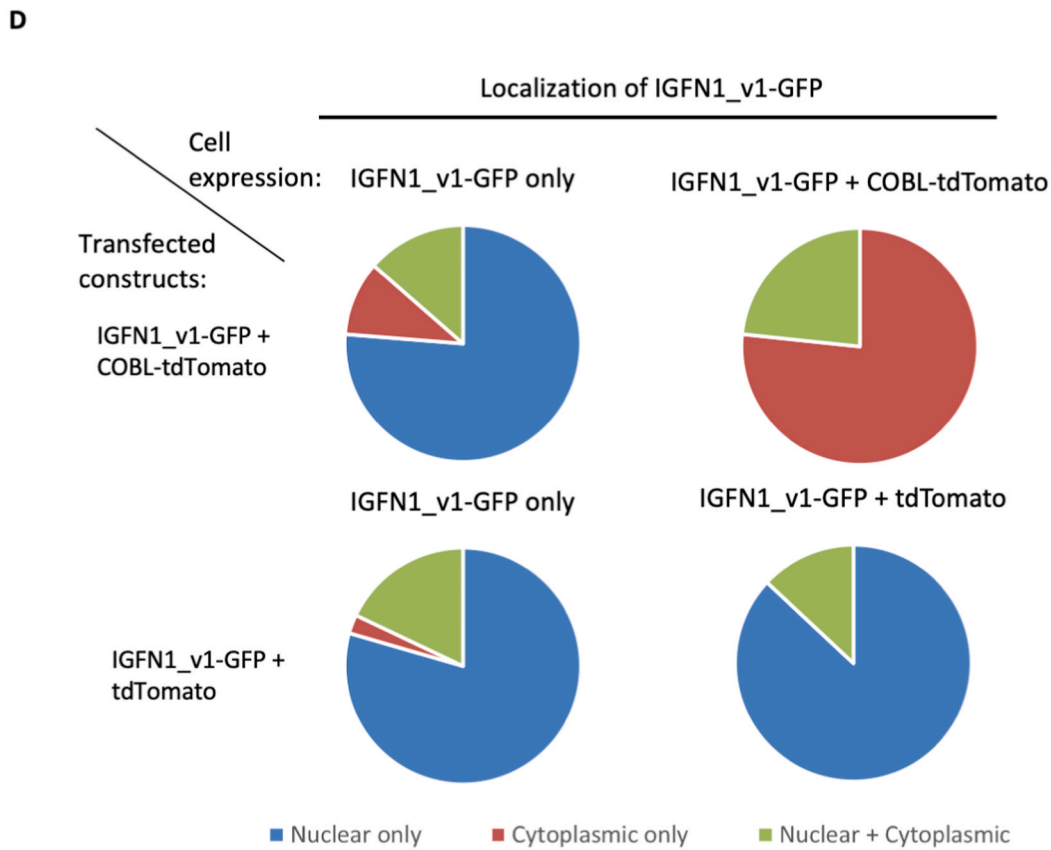 D
Localization of IGFN1_v1-GFP
Cell
expression:
IGFN1_v1-GFP only
IGFN1_v1-GFP + COBL-tdTomato
Transfected
constructs:
IGFN1_v1-GFP +
COBL-tdTomato
IGFN1_v1-GFP only
IGFN1_v1-GFP + tdTomato
IGFN1_v1-GFP +
tdTomato
Nuclear only
Cytoplasmic only
Nuclear + Cytoplasmic